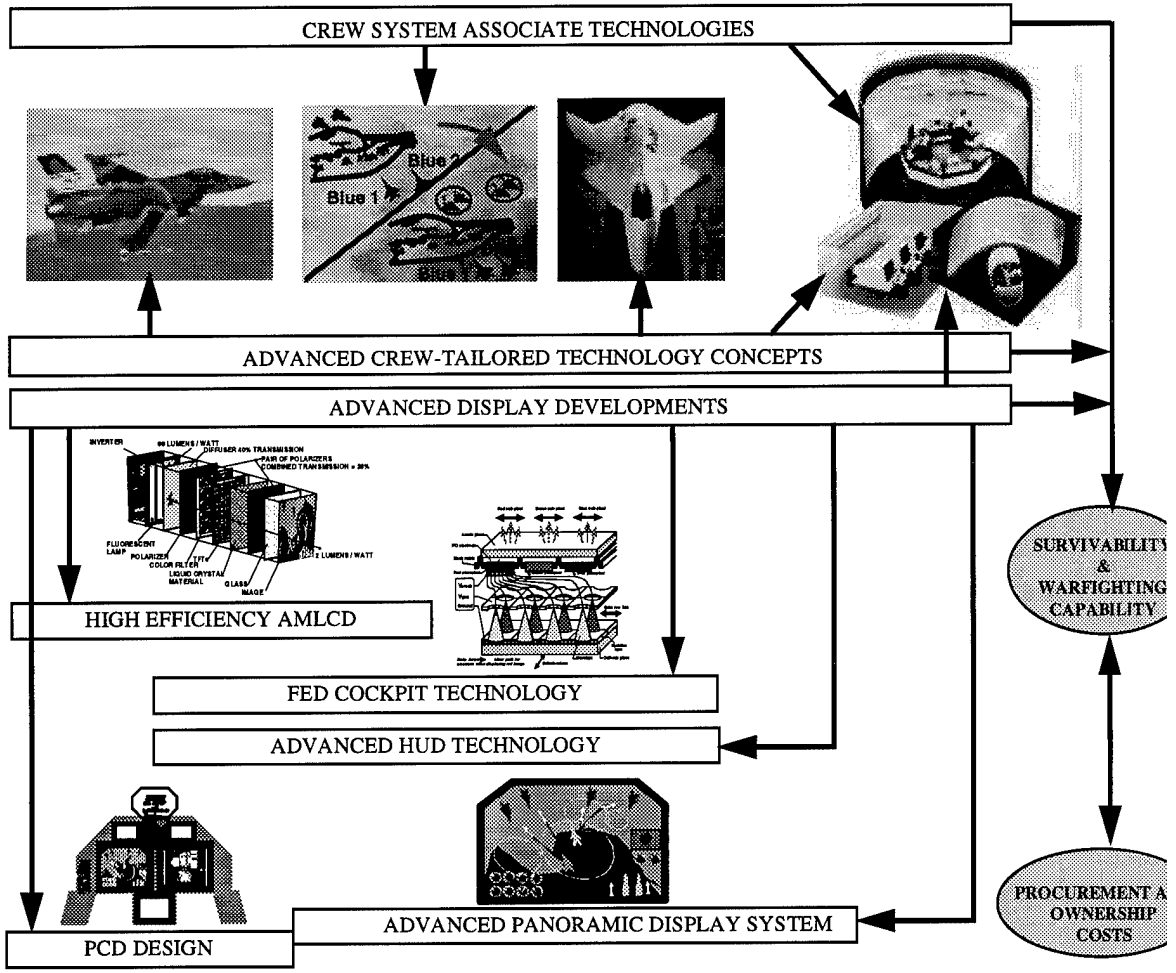 CREW SYSTEM ASSOCIATE TECHNOLOGIES
Blue 2
Blue 1
ADVANCED CREW-TAILORED TECHNOLOGY CONCEPTS
ADVANCED DISPLAY DEVELOPMENTS
INVERTER
LUMENS / WATT
DIFFUSER 40% TRANSMISSION
PAIR OF POLARIZERS
COMBINED TRANSMISSION =
FLUORESCENT
LAMP
POLARIZER
COLOR FILTER
TFT
LIQUID CRYSTAL
MATERIAL
GLASS
IMAGE
2 LUMENS / WATT
HIGH EFFICIENCY AMLCD
FED COCKPIT TECHNOLOGY
ADVANCED HUD TECHNOLOGY
ADVANCED PANORAMIC DISPLAY SYSTEM
PCD DESIGN
SURVIVABILITY
&
WARFIGHTING
CAPABILITY
PROCUREMENT A
OWNERSHIP
COSTS